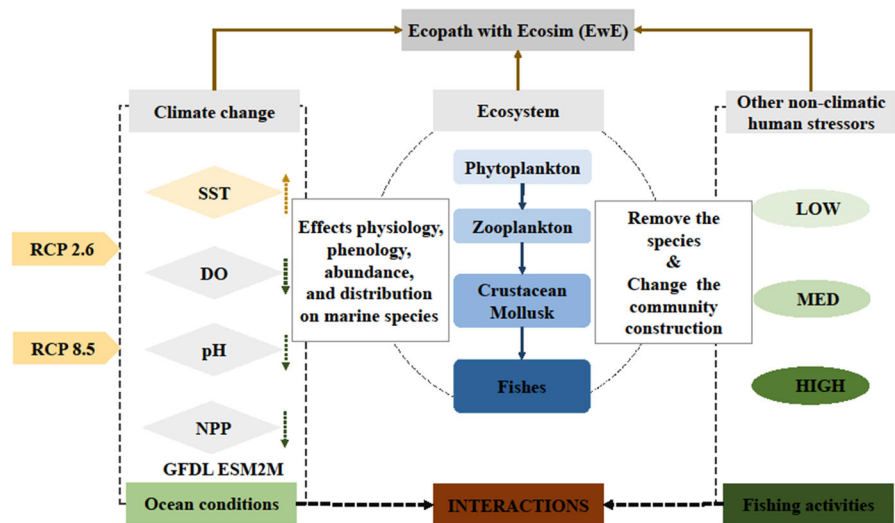 Ecopath with Ecosim (EwE)
Climate change
Ecosystem
Other non-climatic
human stressors
SST
DO
pH
NPP
GFDL ESM2M
RCP 2.6
RCP 8.5
Effects physiology,
phenology,
abundance,
and distribution
on marine species
Phytoplankton
Zooplankton
Crustacean
Mollusk
Fishes
Remove the
species
&
Change the
community
construction
LOW
MED
HIGH
Ocean conditions
INTERACTIONS
Fishing activities